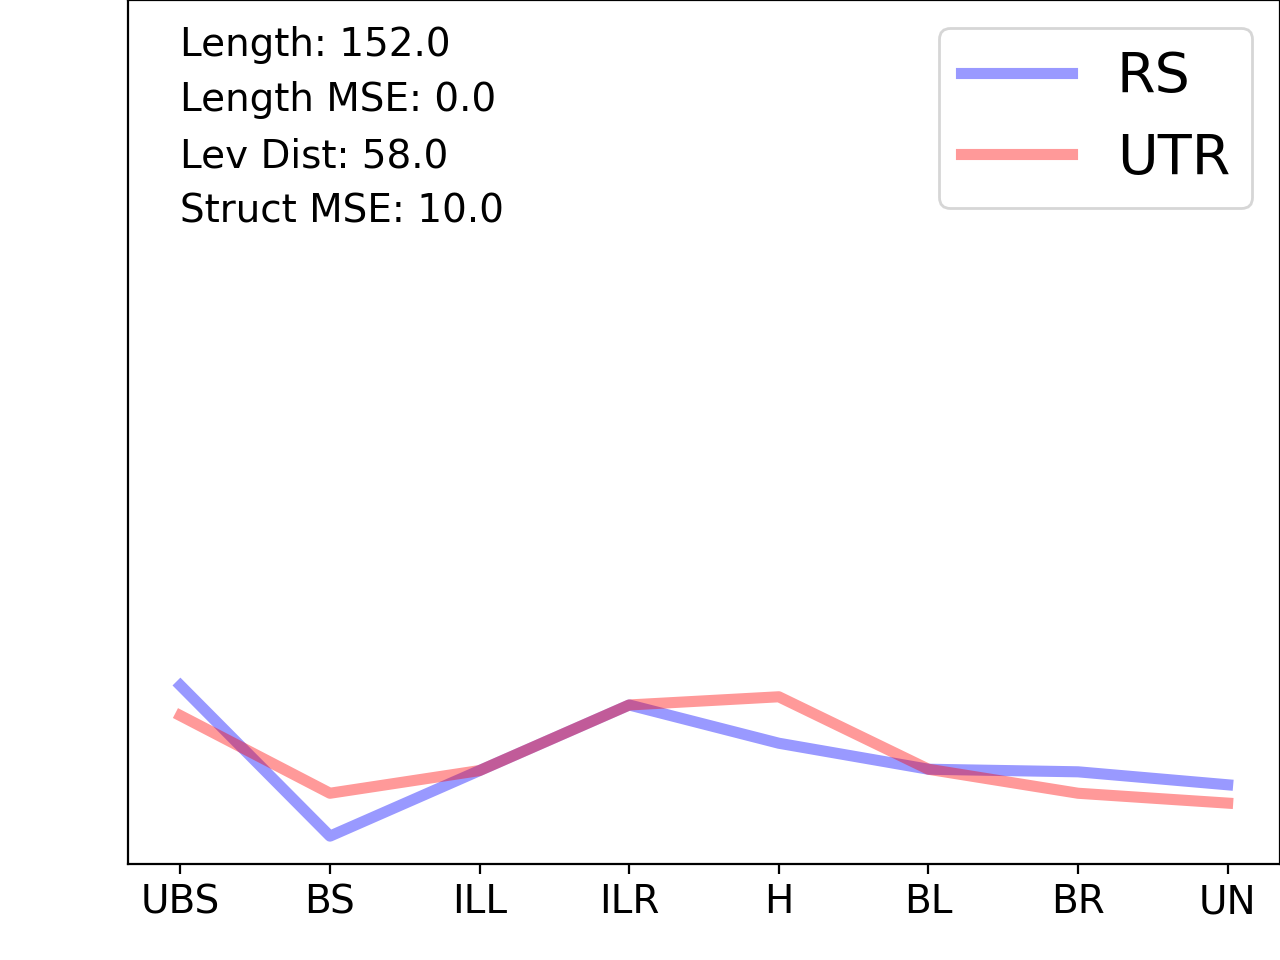 Length: 152.0
Length MSE: 0.0
Lev Dist: 58.0
Struct MSE: 10.0
RS
UTR
UBS BS ILL ILR H BL BR UN